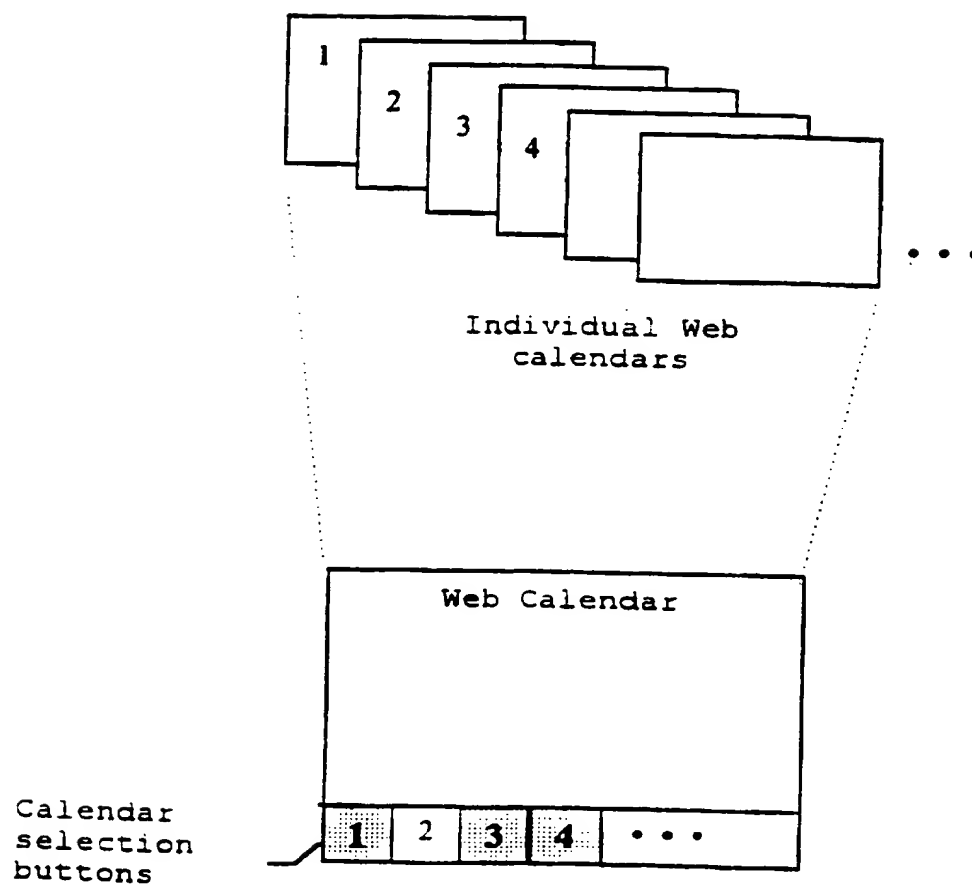 1
2
3
4
• • •
Individual Web
calendars
Web Calendar
Calendar
selection
buttons
1 2 3 4 • • •